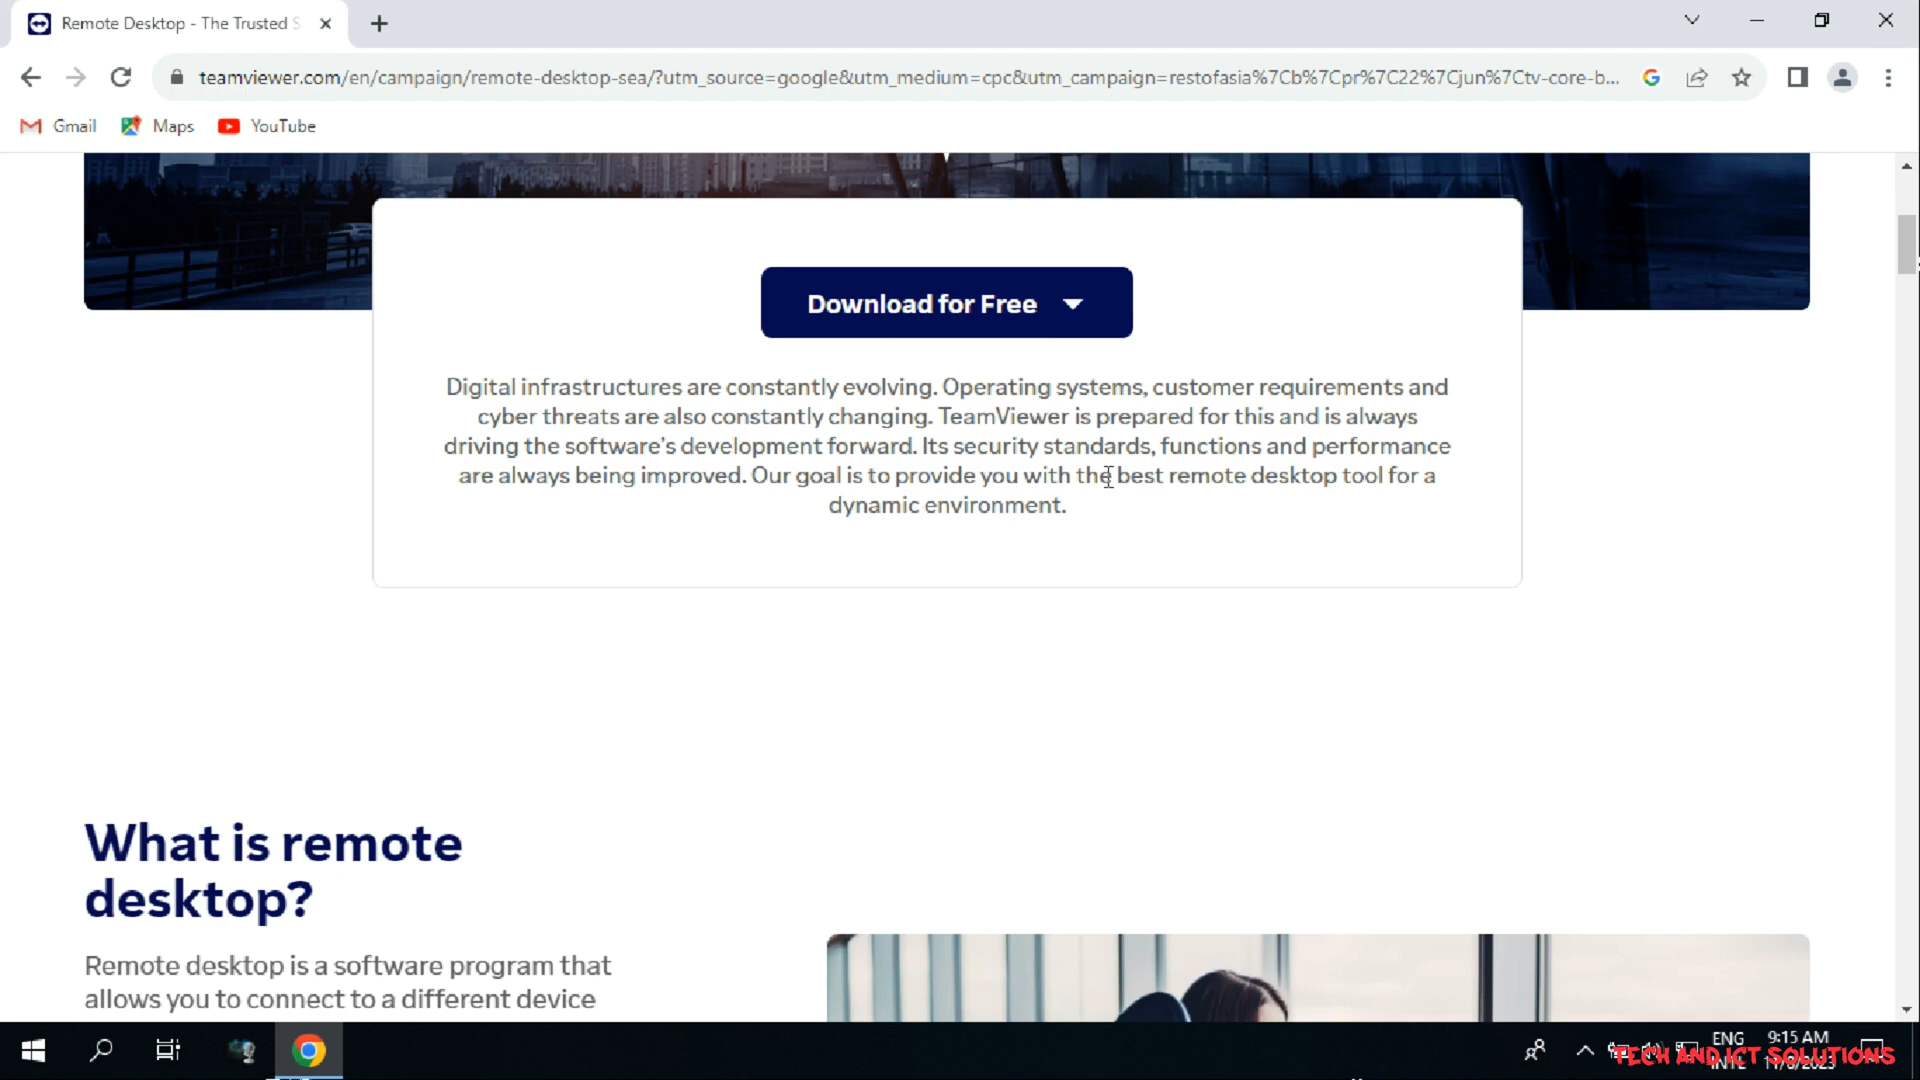 Remote Desktop - The Trusted S
teamviewer.com/en/campaign/remote-desktop-sea/?utm_source=google&utm_medium=cpc&utm_campaign=restofasia%7Cb%7Cpr%7C22%7Cjun%7Ctv-core-b...
Gmail Maps YouTube
Download for Free
Digital infrastructures are constantly evolving. Operating systems, customer requirements and
cyber threats are also constantly changing. TeamViewer is prepared for this and is always
driving the software's development forward. Its security standards, functions and performance
are always being improved. Our goal is to provide you with the best remote desktop tool for a
dynamic environment.
What is remote
desktop?
Remote desktop is a software program that
allows you to connect to a different device
ENG 9:15 AM
TECH AND ICT SOLUTIONS